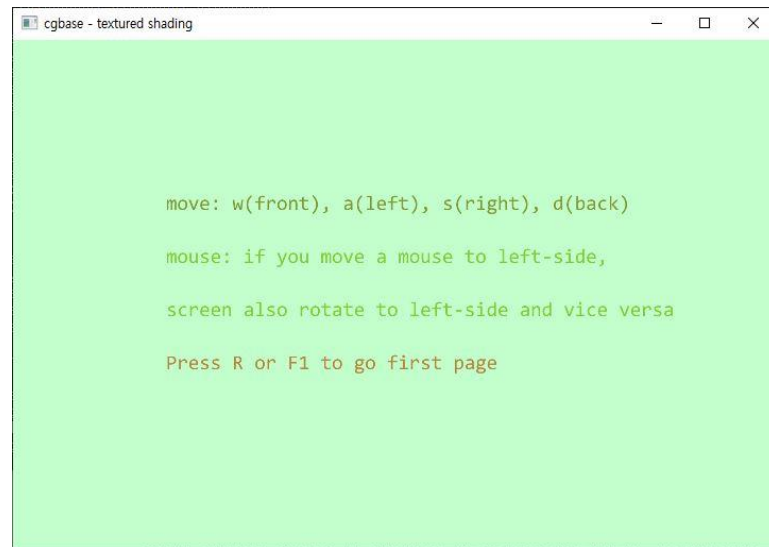 cgbase - textured shading
move: w(front), a(left), s(right), d(back)
mouse: if you move a mouse to left-side,
screen also rotate to left-side and vice versa
Press R or F1 to go first page